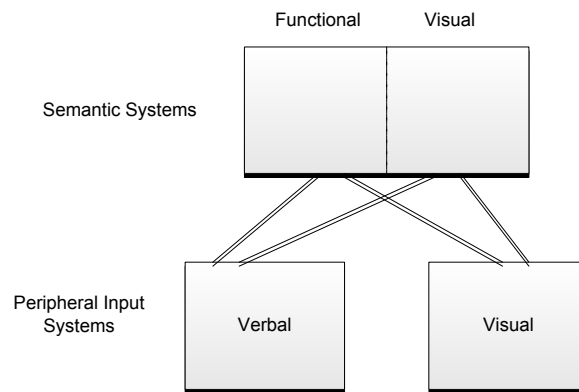 Functional Visual
Semantic Systems
Peripheral Input
Systems
Verbal
Visual